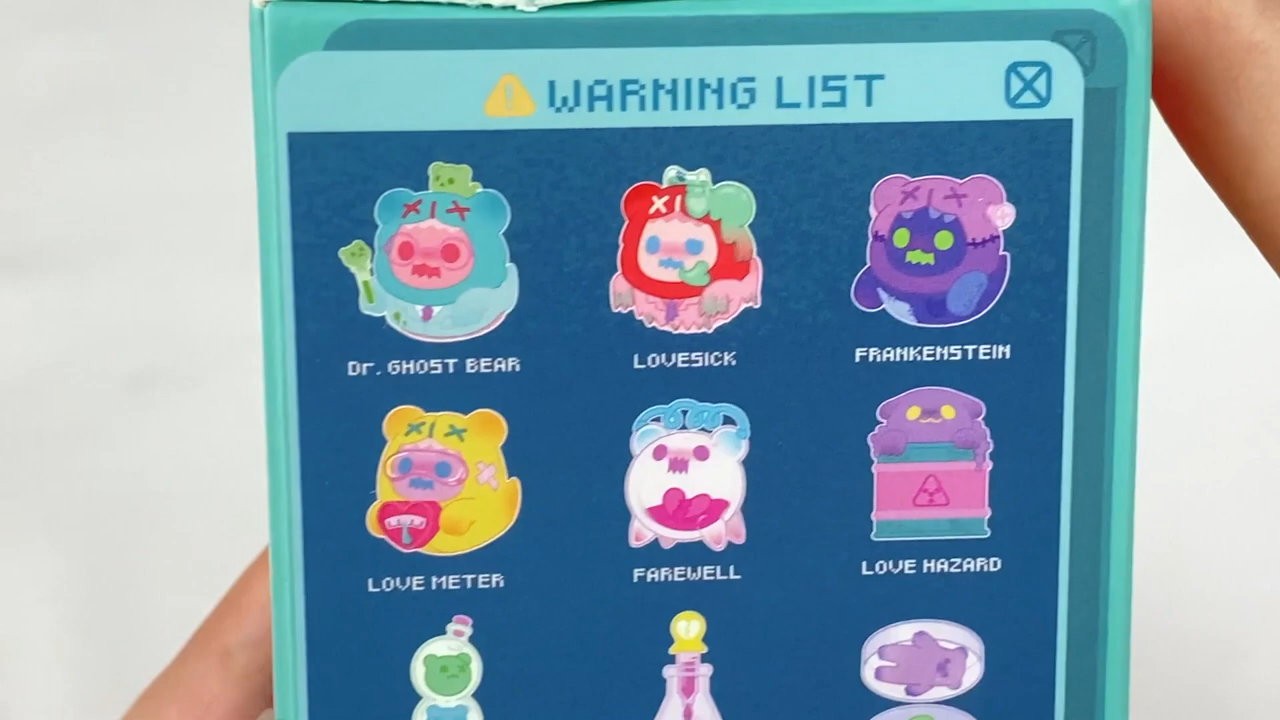 WARNING LIST
Dr. GHOST BEAR
LOVESICK
FRANKENSTEIN
LOVE METER
FAREWELL
LOVE HAZARD